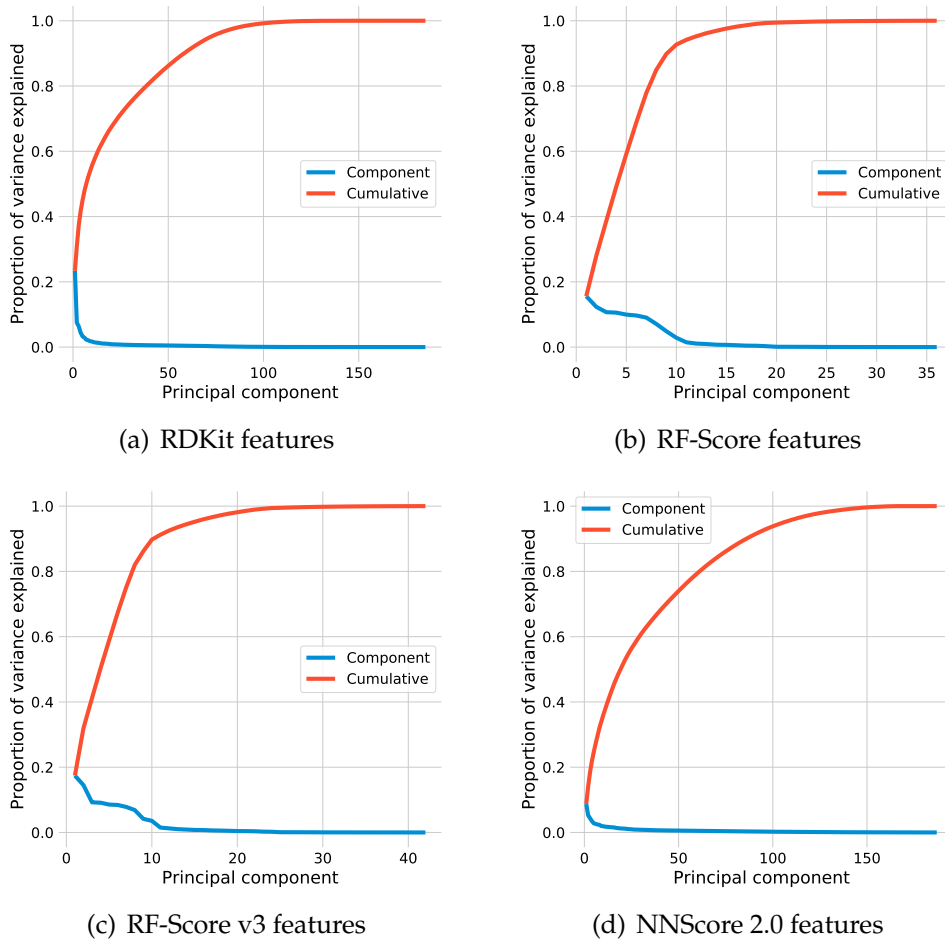 Proportion of variance explained
1.0
0.8
0.6
0.4
0.2
0.0
Component
Cumulative
0 50 100 150
Principal component
(a) RDKit features
Proportion of variance explained
1.0
0.8
0.6
0.4
0.2
0.0
Component
Cumulative
0 5 10 15 20 25 30 35
Principal component
(b) RF-Score features
Proportion of variance explained
1.0
0.8
0.6
0.4
0.2
0.0
Component
Cumulative
0 10 20 30 40
Principal component
(c) RF-Score v3 features
Proportion of variance explained
1.0
0.8
0.6
0.4
0.2
0.0
Component
Cumulative
0 50 100 150
Principal component
(d) NNScore 2.0 features